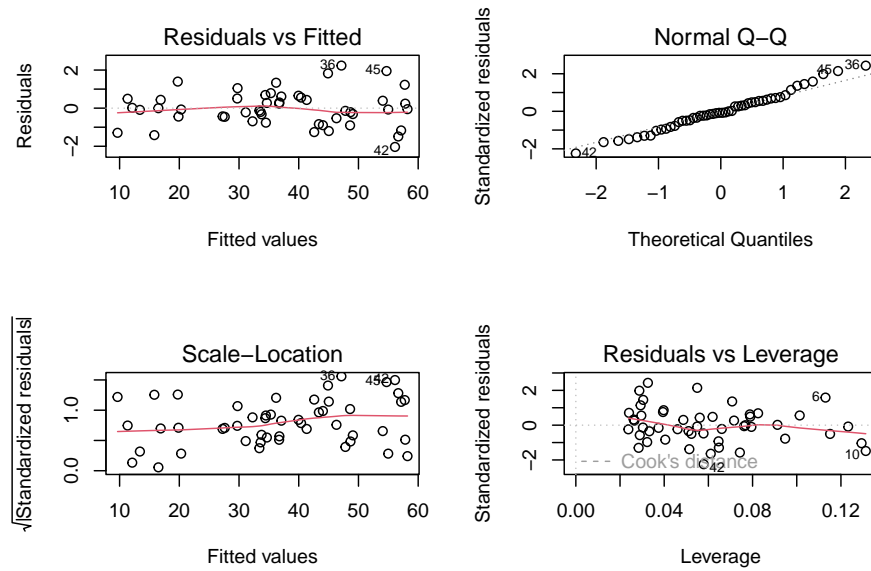 Residuals vs Fitted
Residuals
-2 0 2
36
45
42
10 20 30 40 50 60
Fitted values
Normal Q−Q
Standardized residuals
-2 0 2
45
36
42
-2 -1 0 1 2
Theoretical Quantiles
Scale−Location
√|Standardized residuals|
0.0 1.0
36
45
42
10 20 30 40 50 60
Fitted values
Residuals vs Leverage
Standardized residuals
-2 0 2
6
10
42
Cook's distance
0.00 0.04 0.08 0.12
Leverage